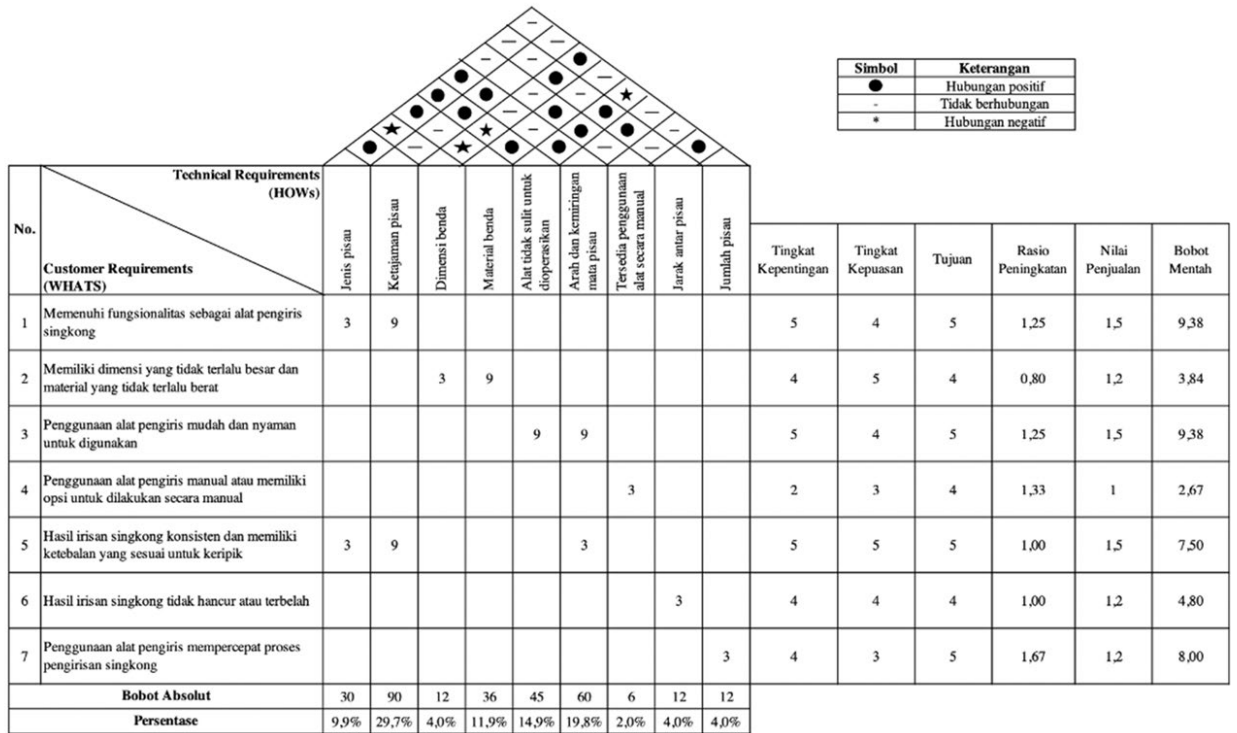 Simbol Keterangan
● Hubungan positif
- Tidak berhubungan
* Hubungan negatif
Technical Requirements
(HOWs)
No.
Customer Requirements
(WHATS)
Jenis pisau
Ketajaman pisau
Dimensi benda
Material benda
Alat tidak sulit untuk
dioperasikan
Arah dan kemiringan
mata pisau
Tersedia penggunaan
alat secara manual
Jarak antar pisau
Jumlah pisau
Tingkat
Kepentingan
Tingkat
Kepuasan
Tujuan
Rasio
Peningkatan
Nilai
Penjualan
Bobot
Mentah
1 Memenuhi fungsionalitas sebagai alat pengiris
singkong
3 9 5 4 5 1,25 1,5 9,38
2 Memiliki dimensi yang tidak terlalu besar dan
material yang tidak terlalu berat
3 9 4 5 4 0,80 1,2 3,84
3 Penggunaan alat pengiris mudah dan nyaman
untuk digunakan
9 9 5 4 5 1,25 1,5 9,38
4 Penggunaan alat pengiris manual atau memiliki
opsi untuk dilakukan secara manual
3 2 3 4 1,33 1 2,67
5 Hasil irisan singkong konsisten dan memiliki
ketebalan yang sesuai untuk keripik
3 9 3 5 5 5 1,00 1,5 7,50
6 Hasil irisan singkong tidak hancur atau terbelah
3 4 4 4 1,00 1,2 4,80
7 Penggunaan alat pengiris mempercepat proses
pengirisan singkong
3 4 3 5 1,67 1,2 8,00
Bobot Absolut 30 90 12 36 45 60 6 12 12
Persentase 9,9% 29,7% 4,0% 11,9% 14,9% 19,8% 2,0% 4,0% 4,0%